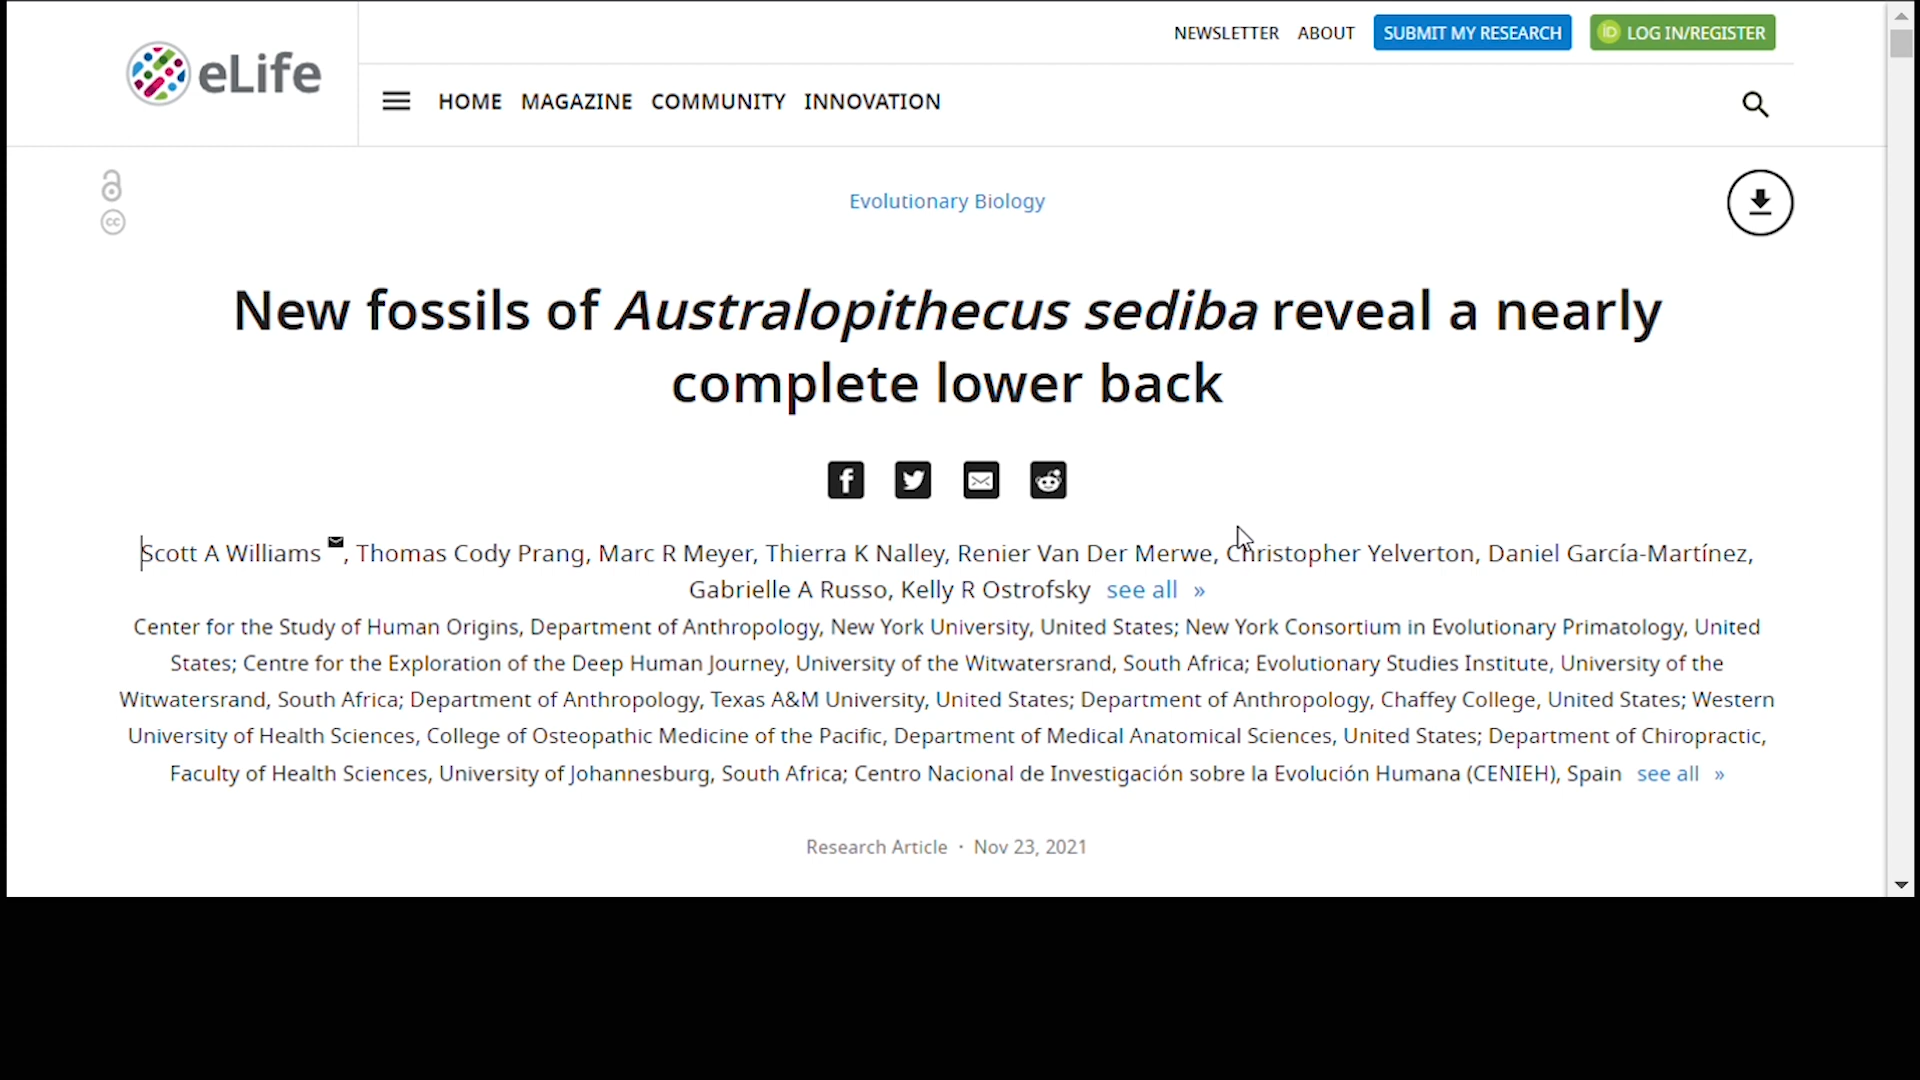 NEWSLETTER ABOUT SUBMIT MY RESEARCH iD LOG IN/REGISTER
eLife
HOME MAGAZINE COMMUNITY INNOVATION
cc
Evolutionary Biology
New fossils of Australopithecus sediba reveal a nearly
complete lower back
Scott A Williams , Thomas Cody Prang, Marc R Meyer, Thierra K Nalley, Renier Van Der Merwe, Christopher Yelverton, Daniel García-Martínez,
Gabrielle A Russo, Kelly R Ostrofsky see all »
Center for the Study of Human Origins, Department of Anthropology, New York University, United States; New York Consortium in Evolutionary Primatology, United
States; Centre for the Exploration of the Deep Human Journey, University of the Witwatersrand, South Africa; Evolutionary Studies Institute, University of the
Witwatersrand, South Africa; Department of Anthropology, Texas A&M University, United States; Department of Anthropology, Chaffey College, United States; Western
University of Health Sciences, College of Osteopathic Medicine of the Pacific, Department of Medical Anatomical Sciences, United States; Department of Chiropractic,
Faculty of Health Sciences, University of Johannesburg, South Africa; Centro Nacional de Investigación sobre la Evolución Humana (CENIEH), Spain see all »
Research Article · Nov 23, 2021